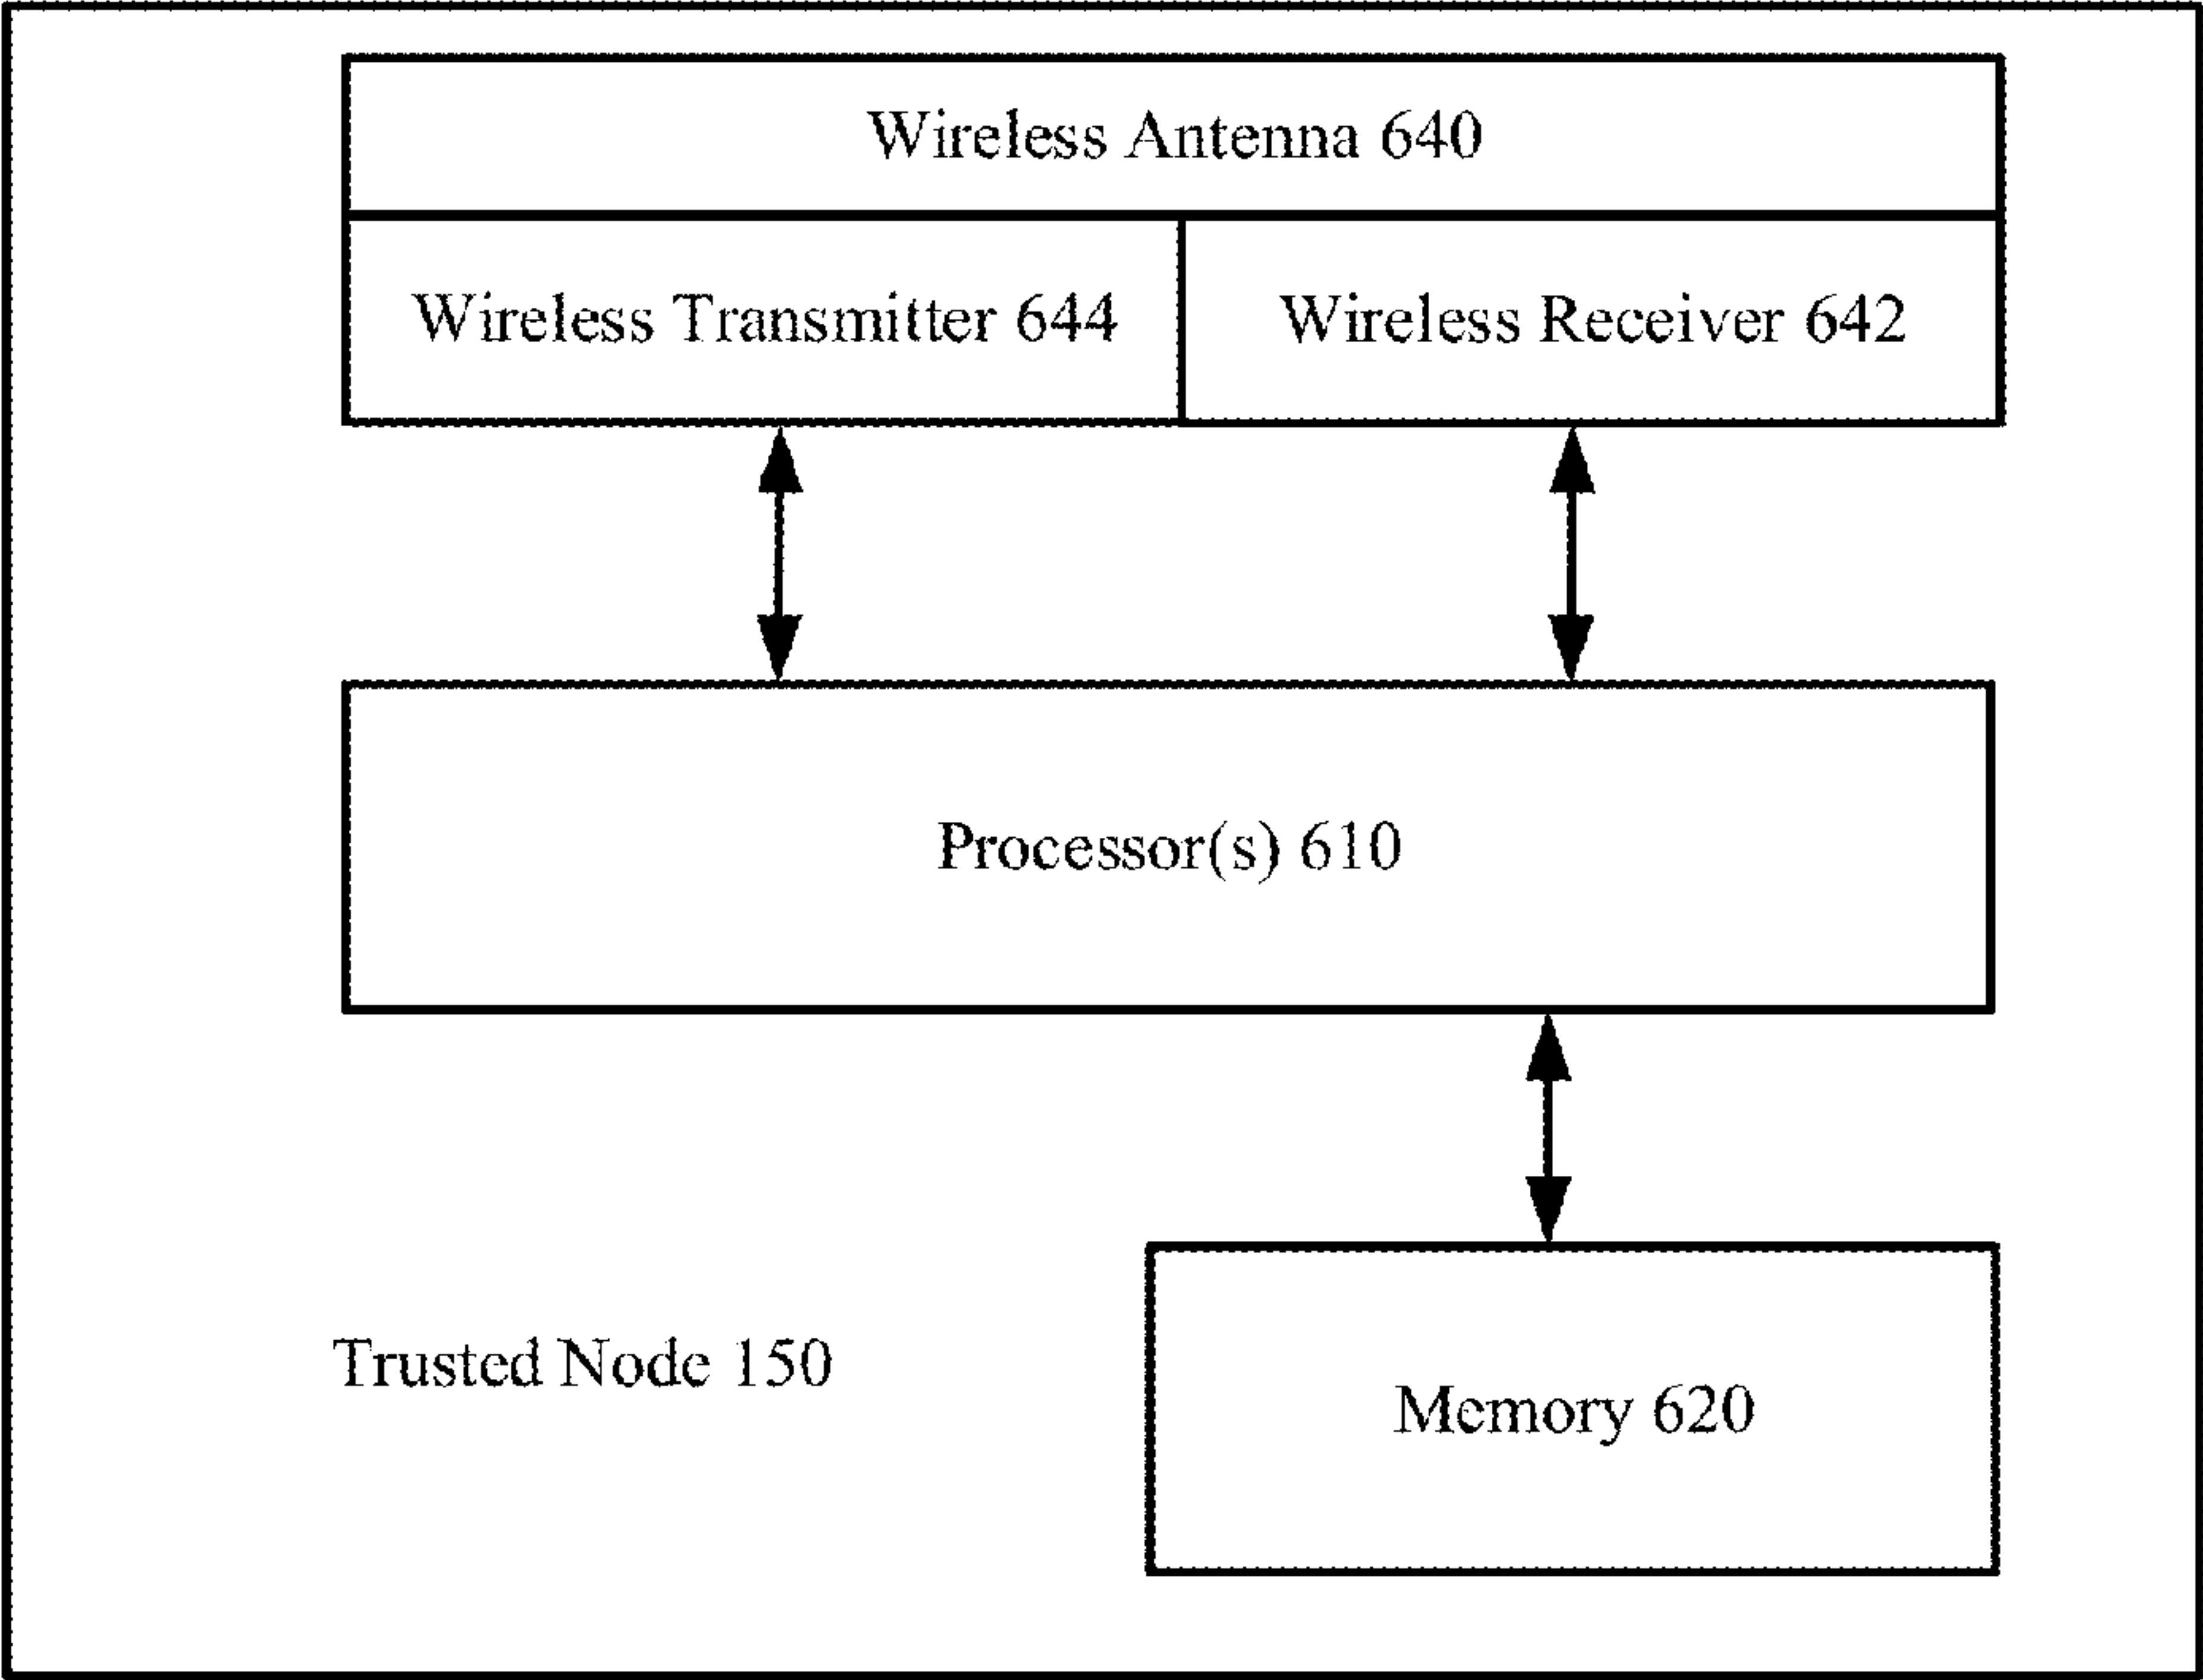 Wireless Antenna 640
Wireless Transmitter 644
Wireless Receiver 642
Processor(s) 610
Trusted Node 150
Memory 620